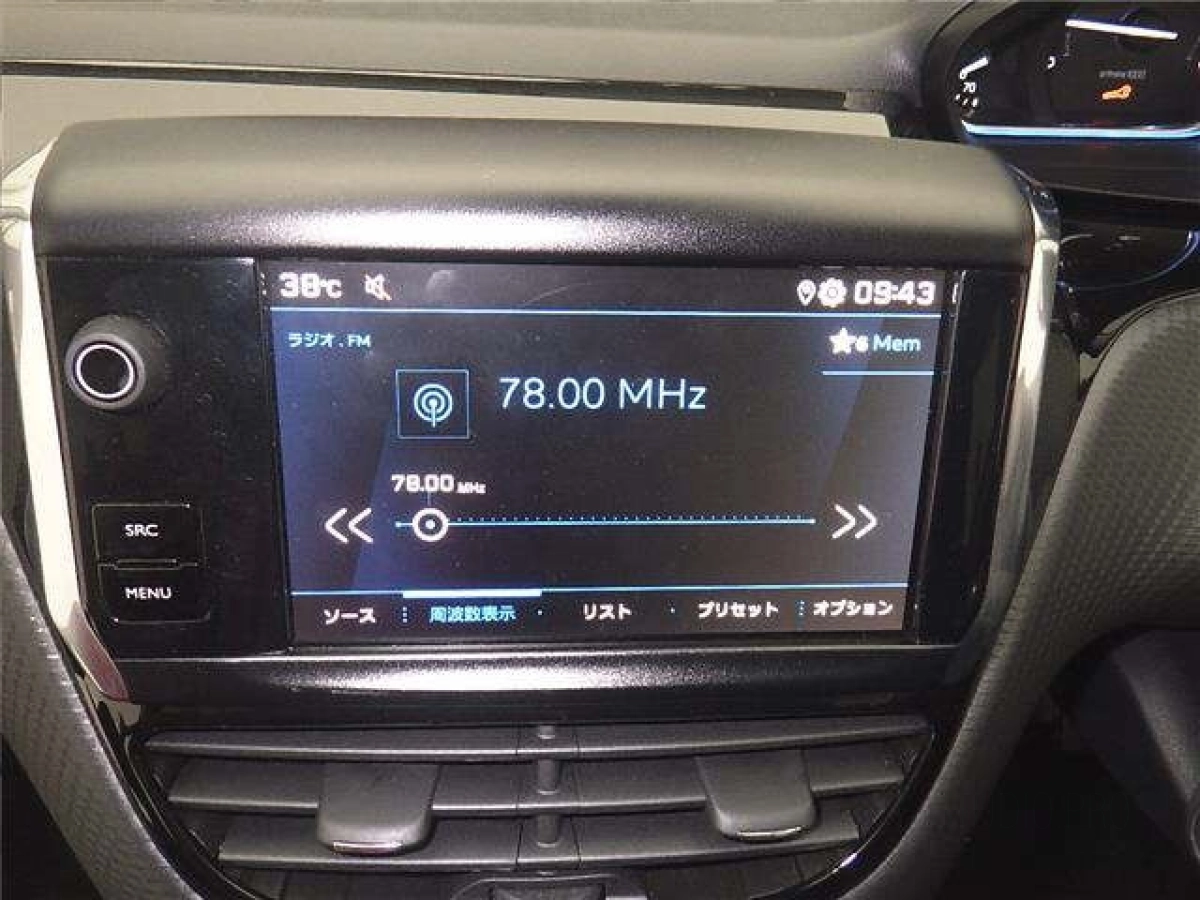 70
38℃
09:43
ラジオ . FM
6 Mem
78.00 MHz
78.00 MHz
SRC
MENU
ソース
周波数表示
リスト
プリセット
オプション